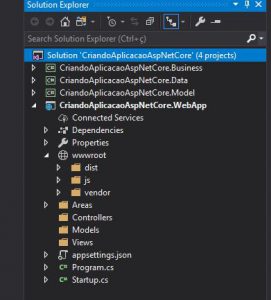 Solution Explorer
Search Solution Explorer (Ctrl+ç)
Solution 'CriandoAplicacaoAspNetCore' (4 projects)
CriandoAplicacaoAspNetCore.Business
CriandoAplicacaoAspNetCore.Data
CriandoAplicacaoAspNetCore.Model
CriandoAplicacaoAspNetCore.WebApp
Connected Services
Dependencies
Properties
wwwroot
dist
js
vendor
Areas
Controllers
Models
Views
appsettings.json
C# Program.cs
C# Startup.cs